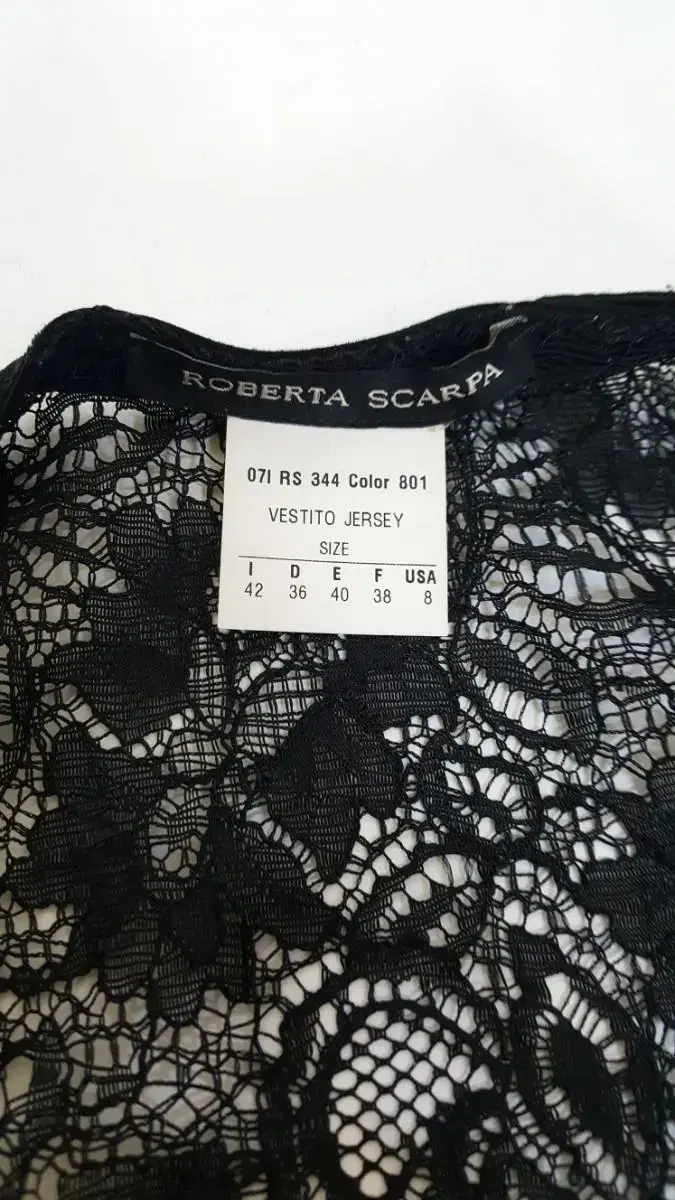 ROBERTA SCARPA
07I RS 344 Color 801
VESTITO JERSEY
SIZE
I D E F USA
42 36 40 38 8